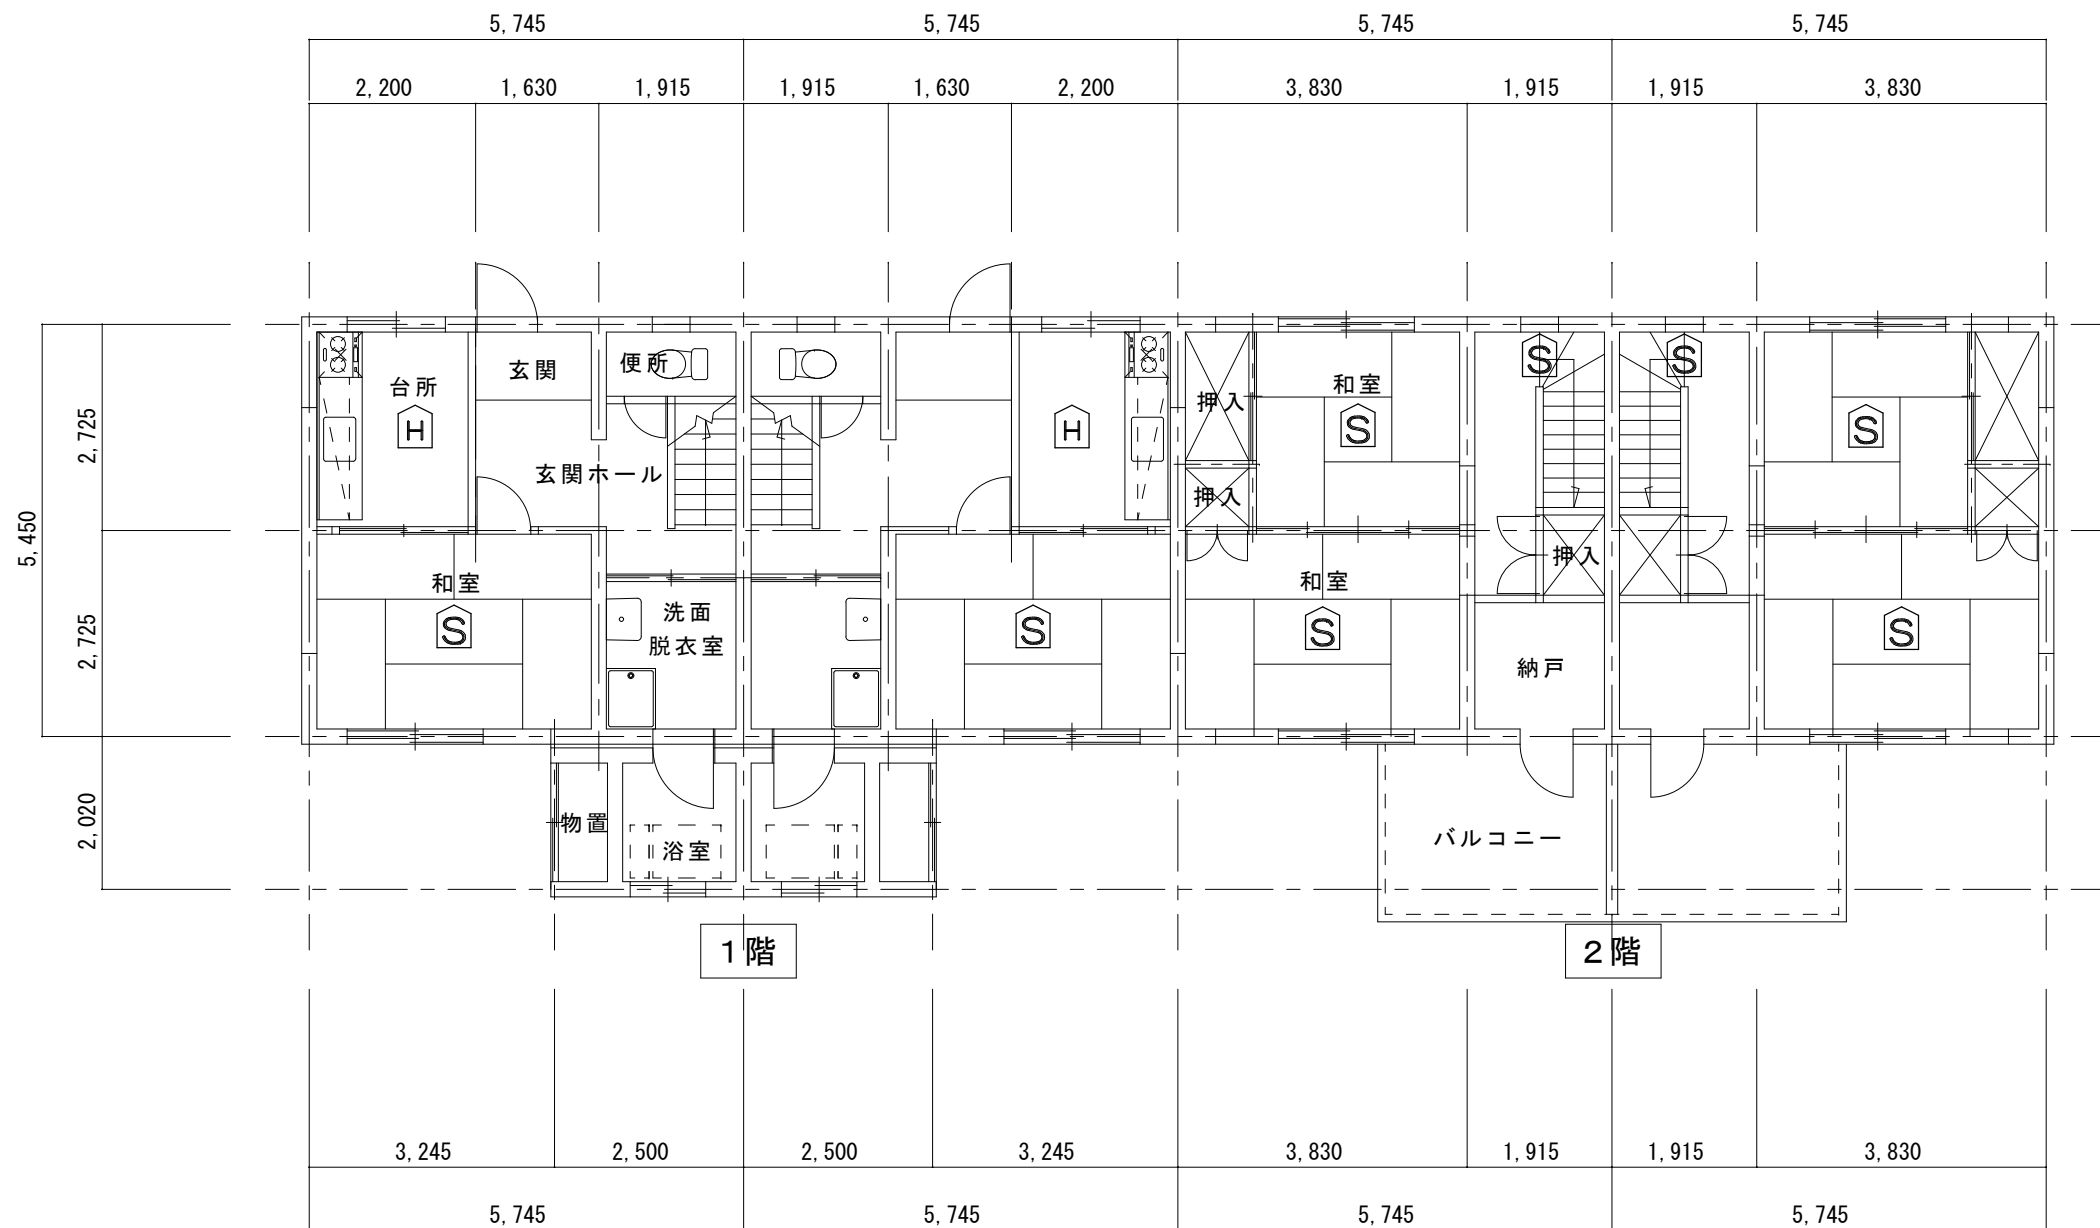 5,745 5,745 5,745 5,745
2,200 1,630 1,915 1,915 1,630 2,200 3,830 1,915 1,915 3,830
5,450
2,725
2,725
2,020
台所
H
玄関
便所
玄関ホール
和室
S
洗面
脱衣室
物置
浴室
H
S
押入
押入
和室
S
S
S
S
押入
和室
S
納戸
S
バルコニー
1階
2階
3,245 2,500 2,500 3,245 3,830 1,915 1,915 3,830
5,745 5,745 5,745 5,745